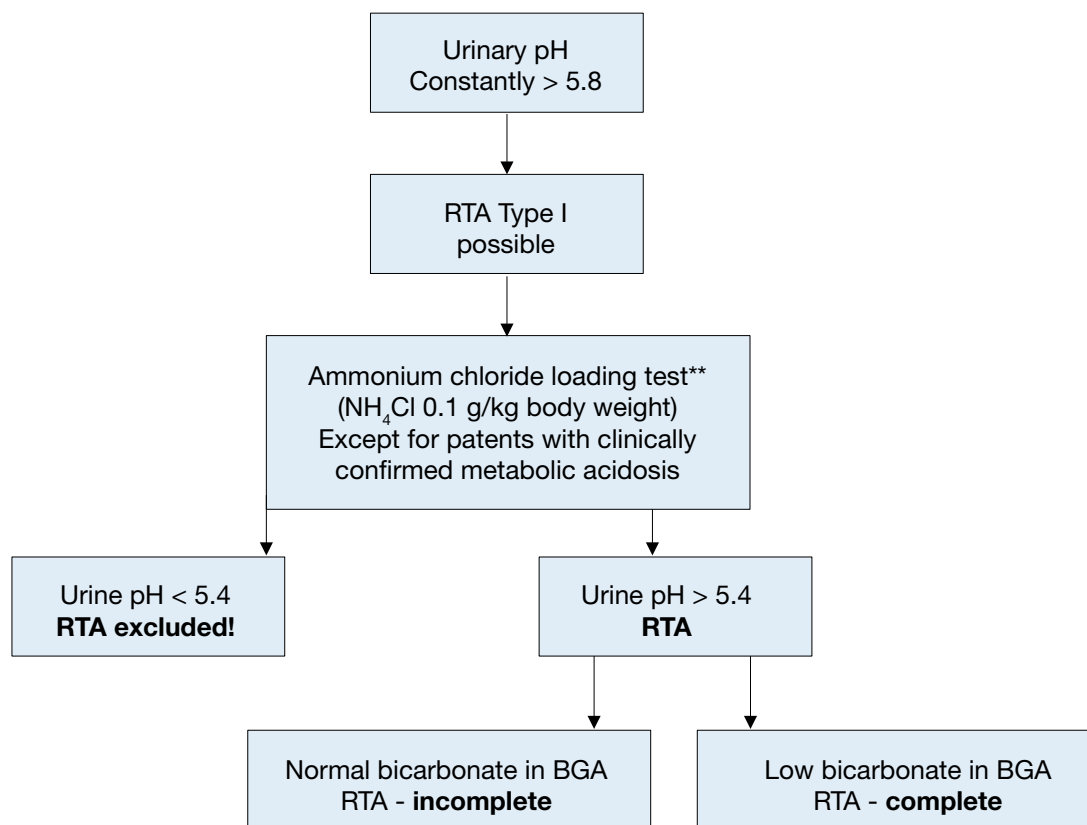 Urinary pH
Constantly > 5.8
RTA Type I
possible
Ammonium chloride loading test**
(NH₄Cl 0.1 g/kg body weight)
Except for patents with clinically
confirmed metabolic acidosis
Urine pH < 5.4
RTA excluded!
Urine pH > 5.4
RTA
Normal bicarbonate in BGA
RTA - incomplete
Low bicarbonate in BGA
RTA - complete